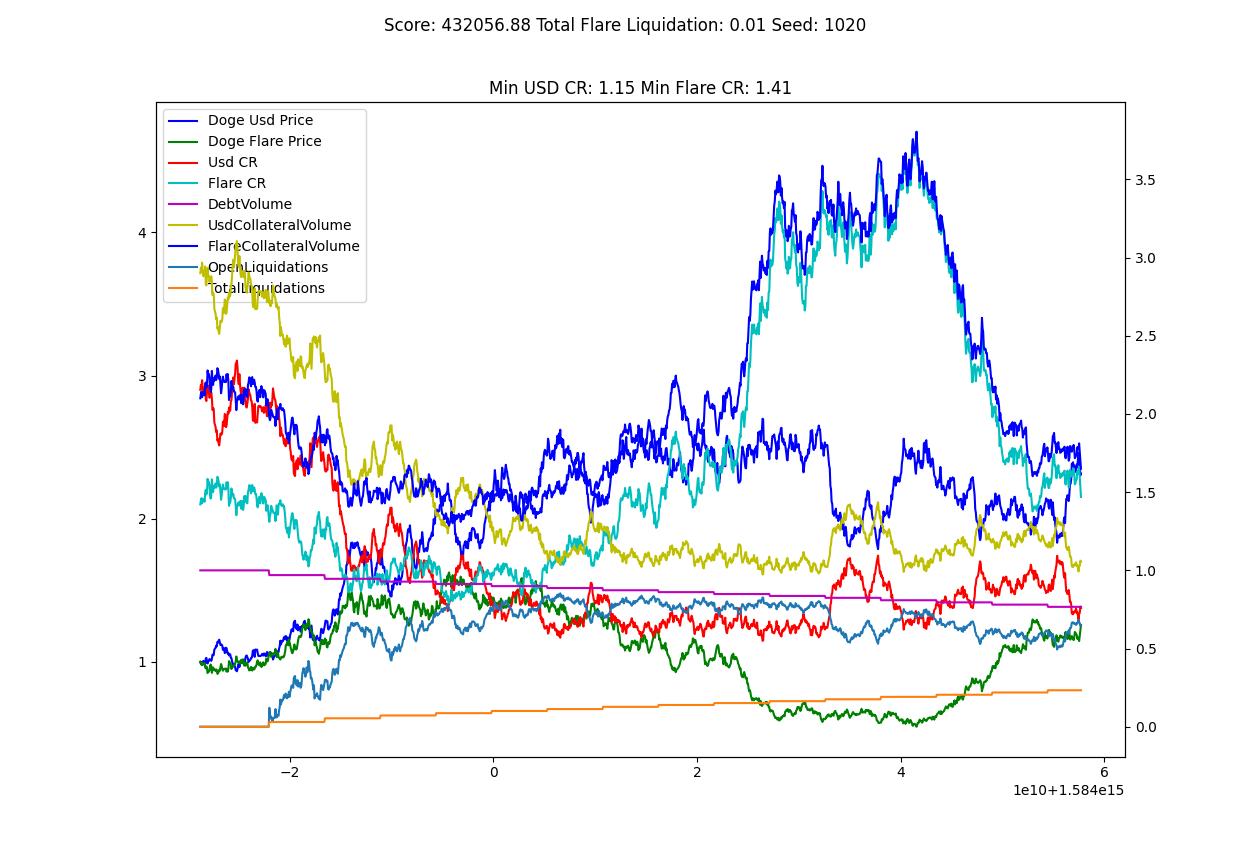 Score: 432056.88 Total Flare Liquidation: 0.01 Seed: 1020
Min USD CR: 1.15 Min Flare CR: 1.41
Doge Usd Price
Doge Flare Price
Usd CR
Flare CR
DebtVolume
UsdCollateralVolume
FlareCollateralVolume
OpenLiquidations
TotalLiquidations
4
3
2
1
3.5
3.0
2.5
2.0
1.5
1.0
0.5
0.0
−2
0
2
4
6
1e10+1.584e15